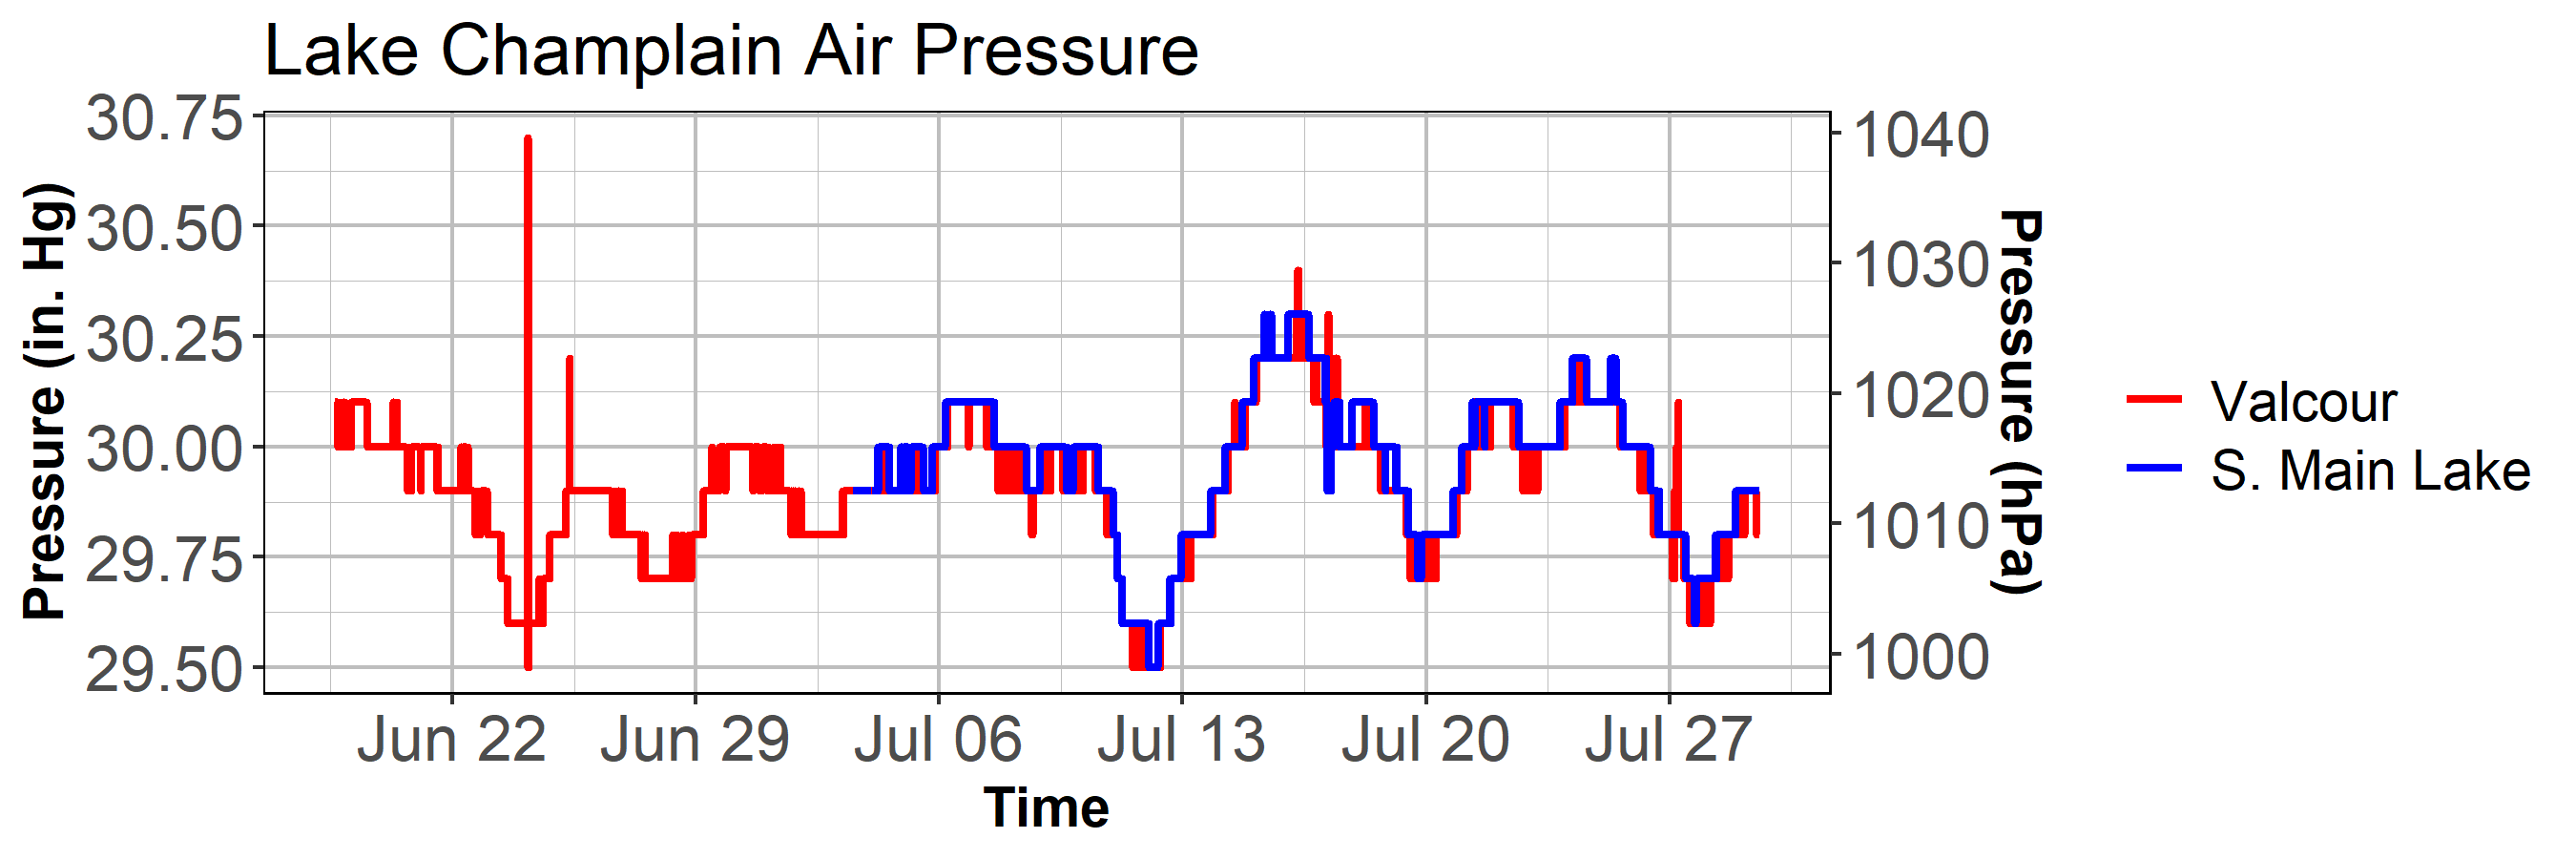 Lake Champlain Air Pressure
Pressure (in. Hg)
30.75
30.50
30.25
30.00
29.75
29.50
1040
1030
1020
1010
1000
Pressure (hPa)
Jun 22 Jun 29 Jul 06 Jul 13 Jul 20 Jul 27
Time
Valcour
S. Main Lake